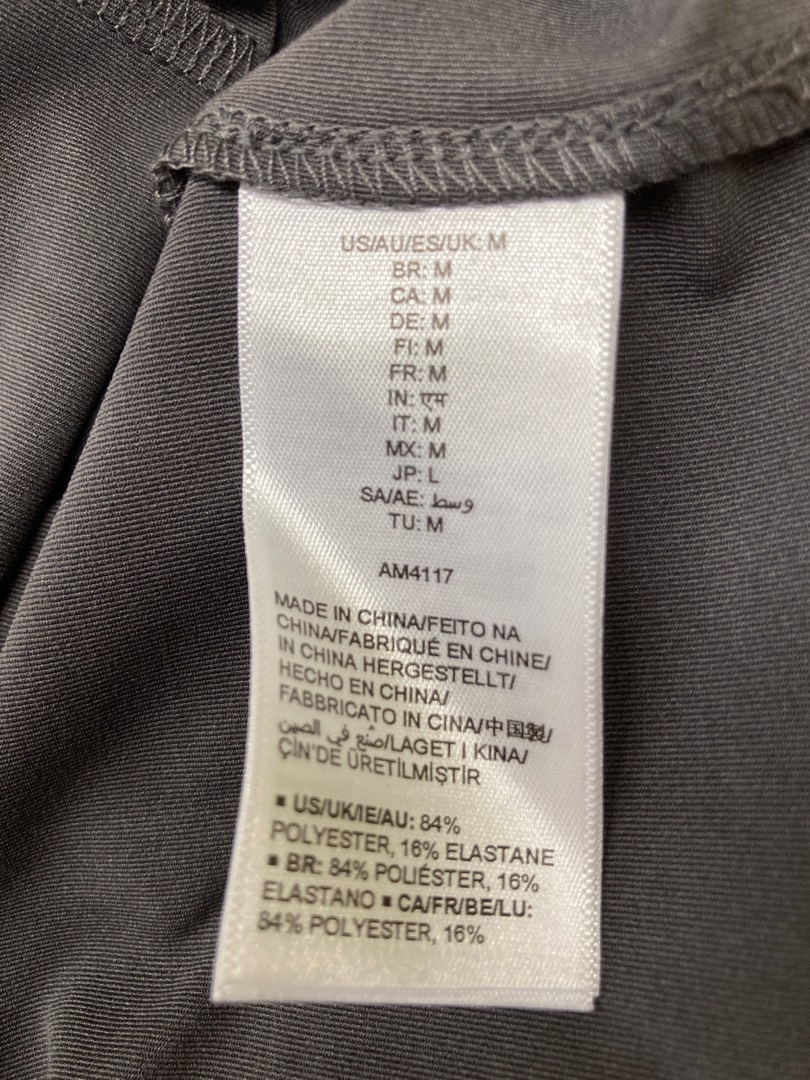 US/AU/ES/UK: M
BR: M
CA: M
DE: M
FI: M
FR: M
IN: एम
IT: M
MX: M
JP: L
SA/AE: وسط
TU: M
AM4117
MADE IN CHINA/FEITO NA
CHINA/FABRIQUÉ EN CHINE/
IN CHINA HERGESTELLT/
HECHO EN CHINA/
FABBRICATO IN CINA/中国製/
صُنِّع في الصين/LAGET I KINA/
ÇİN'DE ÜRETİLMİŞTİR
▪ US/UK/IE/AU: 84%
POLYESTER, 16% ELASTANE
▪ BR: 84% POLIÉSTER, 16%
ELASTANO ▪ CA/FR/BE/LU:
84% POLYESTER, 16%